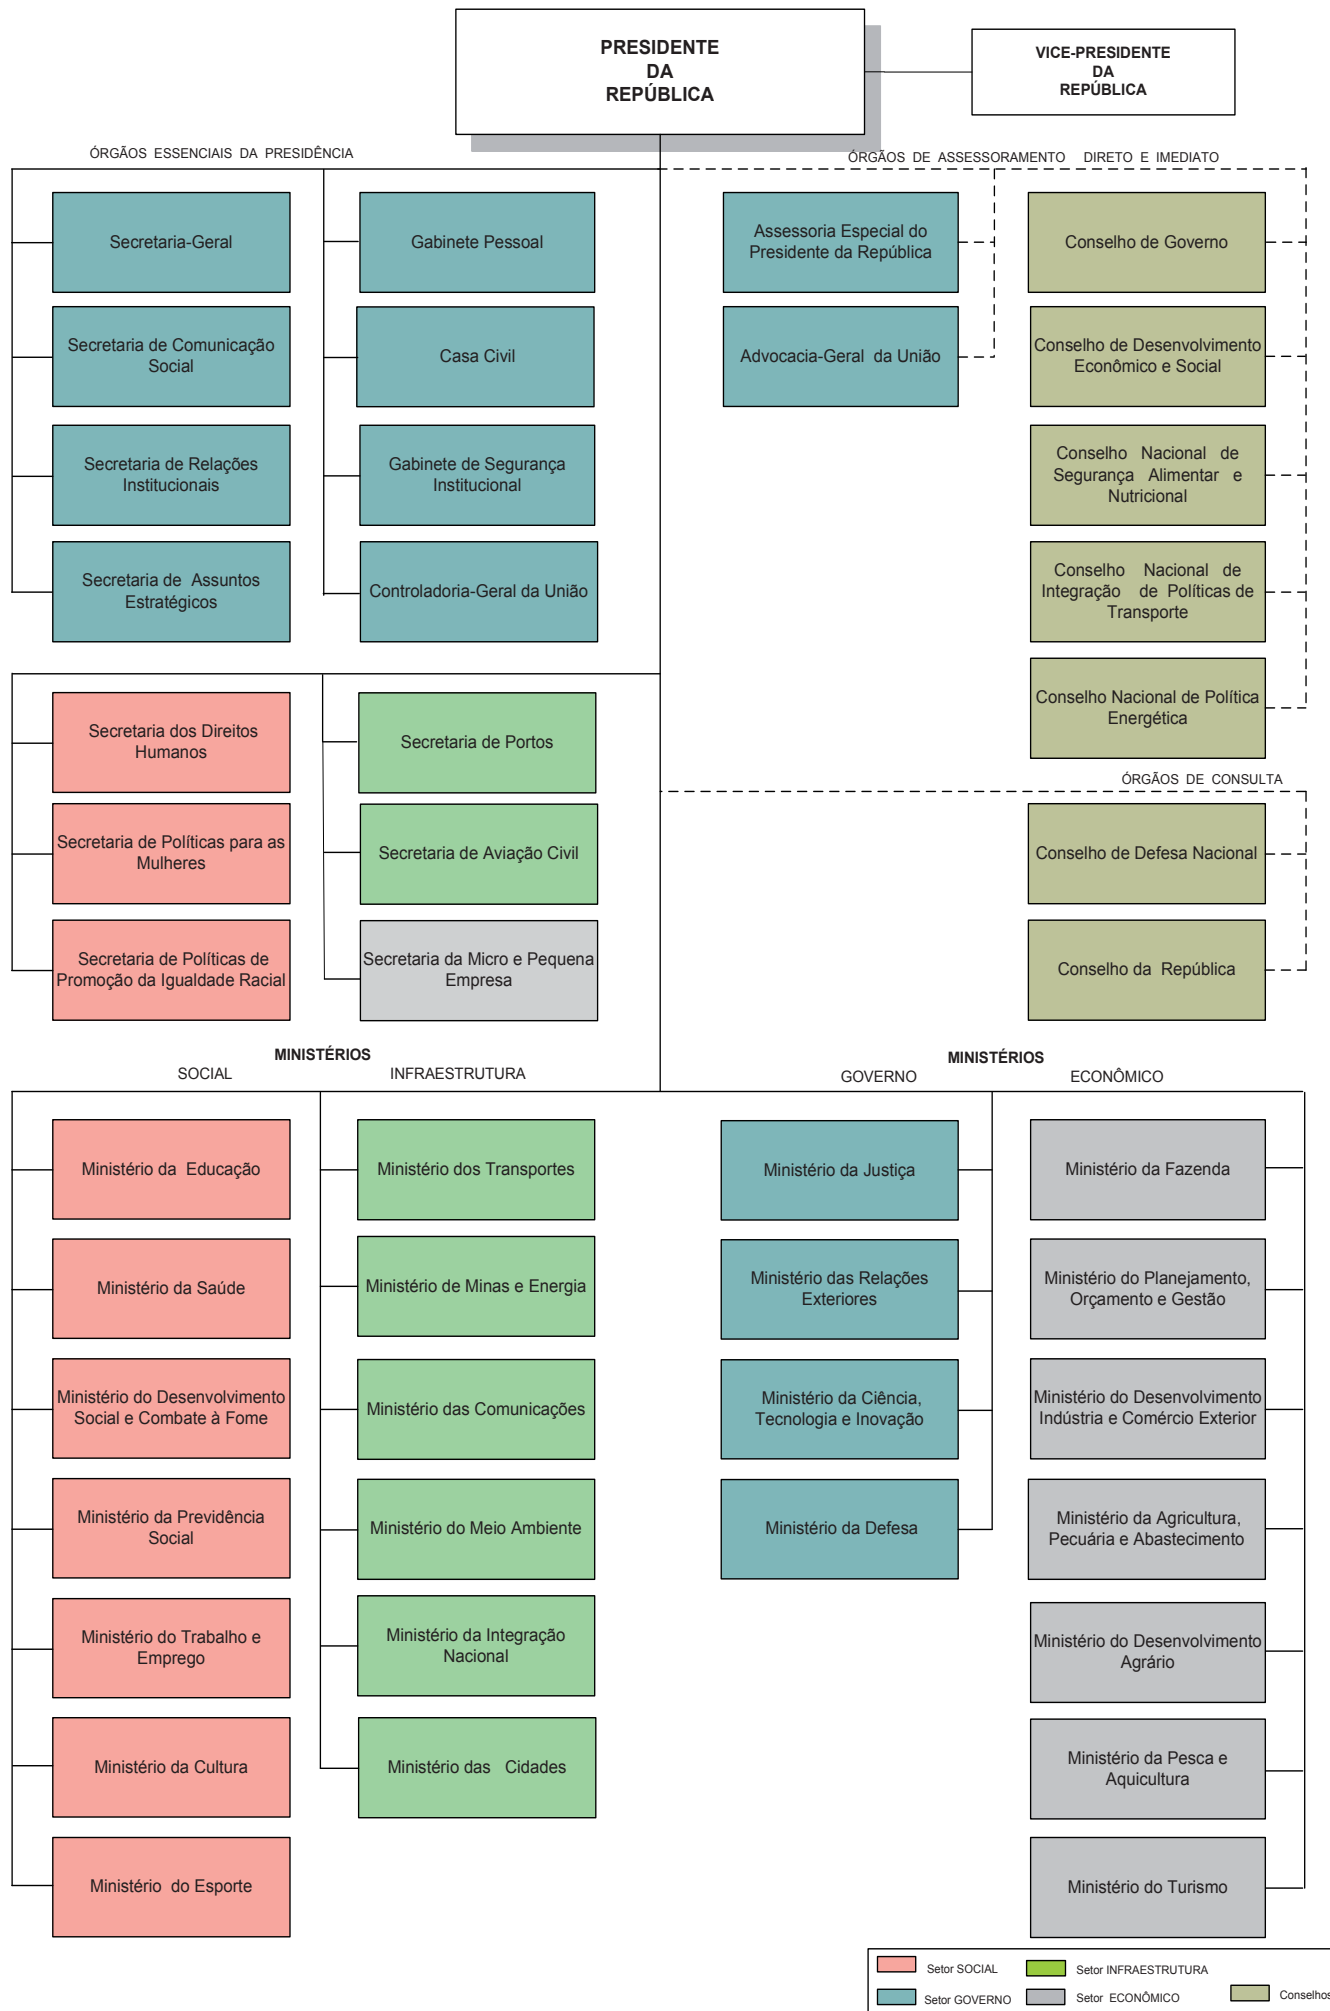 PRESIDENTE
DA
REPÚBLICA
VICE-PRESIDENTE
DA
REPÚBLICA
ÓRGÃOS ESSENCIAIS DA PRESIDÊNCIA
ÓRGÃOS DE ASSESSORAMENTO DIRETO E IMEDIATO
Secretaria-Geral
Gabinete Pessoal
Assessoria Especial do
Presidente da República
Conselho de Governo
Secretaria de Comunicação
Social
Casa Civil
Advocacia-Geral da União
Conselho de Desenvolvimento
Econômico e Social
Secretaria de Relações
Institucionais
Gabinete de Segurança
Institucional
Conselho Nacional de
Segurança Alimentar e
Nutricional
Secretaria de Assuntos
Estratégicos
Controladoria-Geral da União
Conselho Nacional de
Integração de Políticas de
Transporte
Secretaria dos Direitos
Humanos
Secretaria de Portos
Conselho Nacional de Política
Energética
ÓRGÃOS DE CONSULTA
Secretaria de Políticas para as
Mulheres
Secretaria de Aviação Civil
Conselho de Defesa Nacional
Secretaria de Políticas de
Promoção da Igualdade Racial
Secretaria da Micro e Pequena
Empresa
Conselho da República
MINISTÉRIOS
SOCIAL
INFRAESTRUTURA
MINISTÉRIOS
GOVERNO
ECONÔMICO
Ministério da Educação
Ministério dos Transportes
Ministério da Justiça
Ministério da Fazenda
Ministério da Saúde
Ministério de Minas e Energia
Ministério das Relações
Exteriores
Ministério do Planejamento,
Orçamento e Gestão
Ministério do Desenvolvimento
Social e Combate à Fome
Ministério das Comunicações
Ministério da Ciência,
Tecnologia e Inovação
Ministério do Desenvolvimento
Indústria e Comércio Exterior
Ministério da Previdência
Social
Ministério do Meio Ambiente
Ministério da Defesa
Ministério da Agricultura,
Pecuária e Abastecimento
Ministério do Trabalho e
Emprego
Ministério da Integração
Nacional
Ministério do Desenvolvimento
Agrário
Ministério da Cultura
Ministério das Cidades
Ministério da Pesca e
Aquicultura
Ministério do Esporte
Ministério do Turismo
Setor SOCIAL
Setor INFRAESTRUTURA
Setor GOVERNO
Setor ECONÔMICO
Conselhos